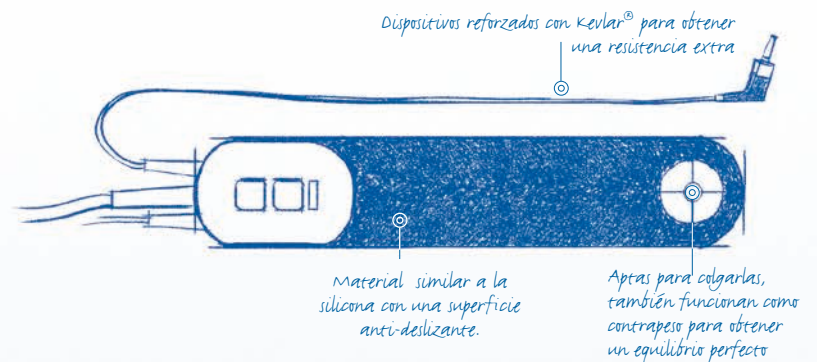 Dispositivos reforzados con Kevlar® para obtener
una resistencia extra
Material similar a la
silicona con una superficie
anti-deslizante.
Aptas para colgarlas,
también funcionan como
contrapeso para obtener
un equilibrio perfecto